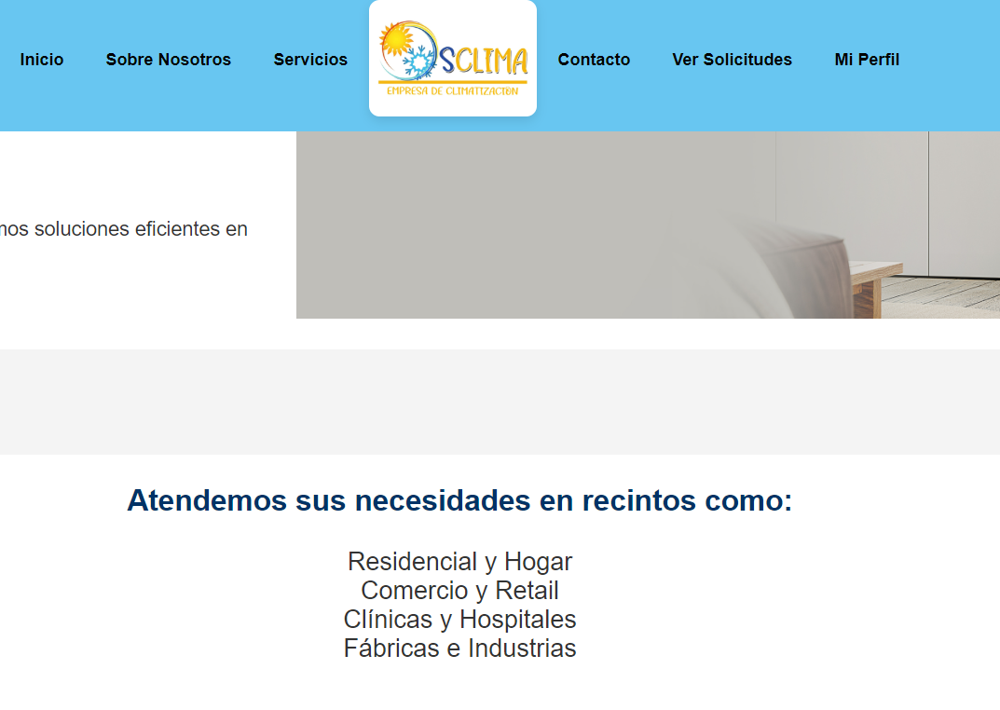 Inicio Sobre Nosotros Servicios SCLIMA Contacto Ver Solicitudes Mi Perfil
EMPRESA DE CLIMATIZACION
mos soluciones eficientes en
Atendemos sus necesidades en recintos como:
Residencial y Hogar
Comercio y Retail
Clínicas y Hospitales
Fábricas e Industrias